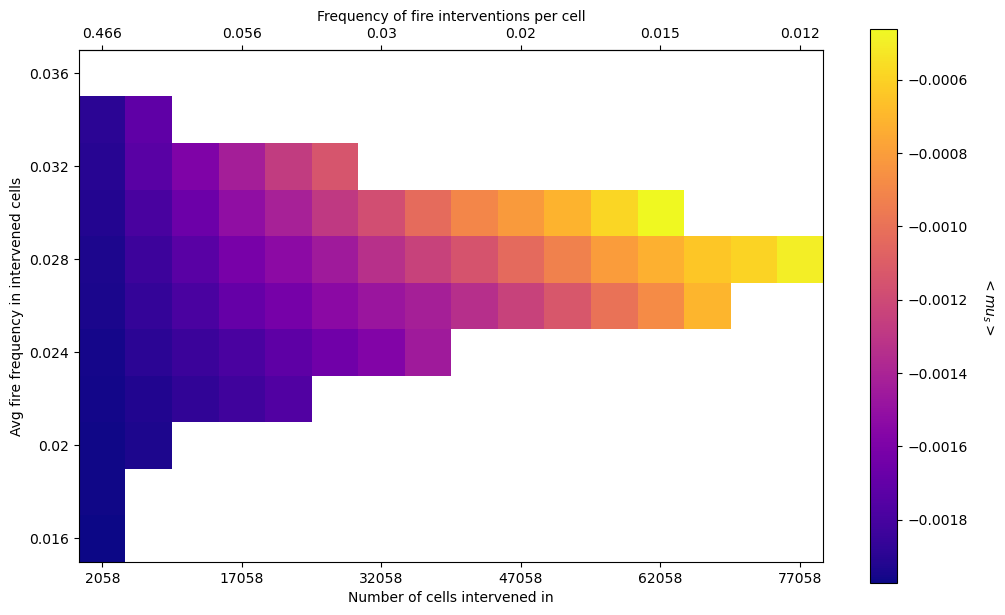 Frequency of fire interventions per cell
0.466 0.056 0.03 0.02 0.015 0.012
Avg fire frequency in intervened cells
0.036
0.032
0.028
0.024
0.02
0.016
2058 17058 32058 47058 62058 77058
Number of cells intervened in
−0.0006
−0.0008
−0.0010
−0.0012
−0.0014
−0.0016
−0.0018
< mu_s >